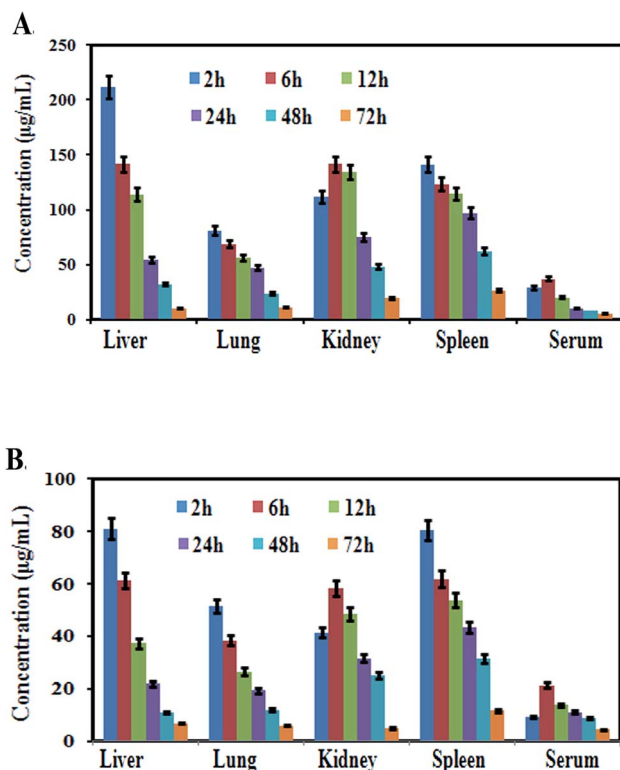 A.
250
200
150
100
50
0
Concentration (µg/mL)
2h 6h 12h
24h 48h 72h
Liver Lung Kidney Spleen Serum
B.
100
80
60
40
20
0
Concentration (µg/mL)
2h 6h 12h
24h 48h 72h
Liver Lung Kidney Spleen Serum